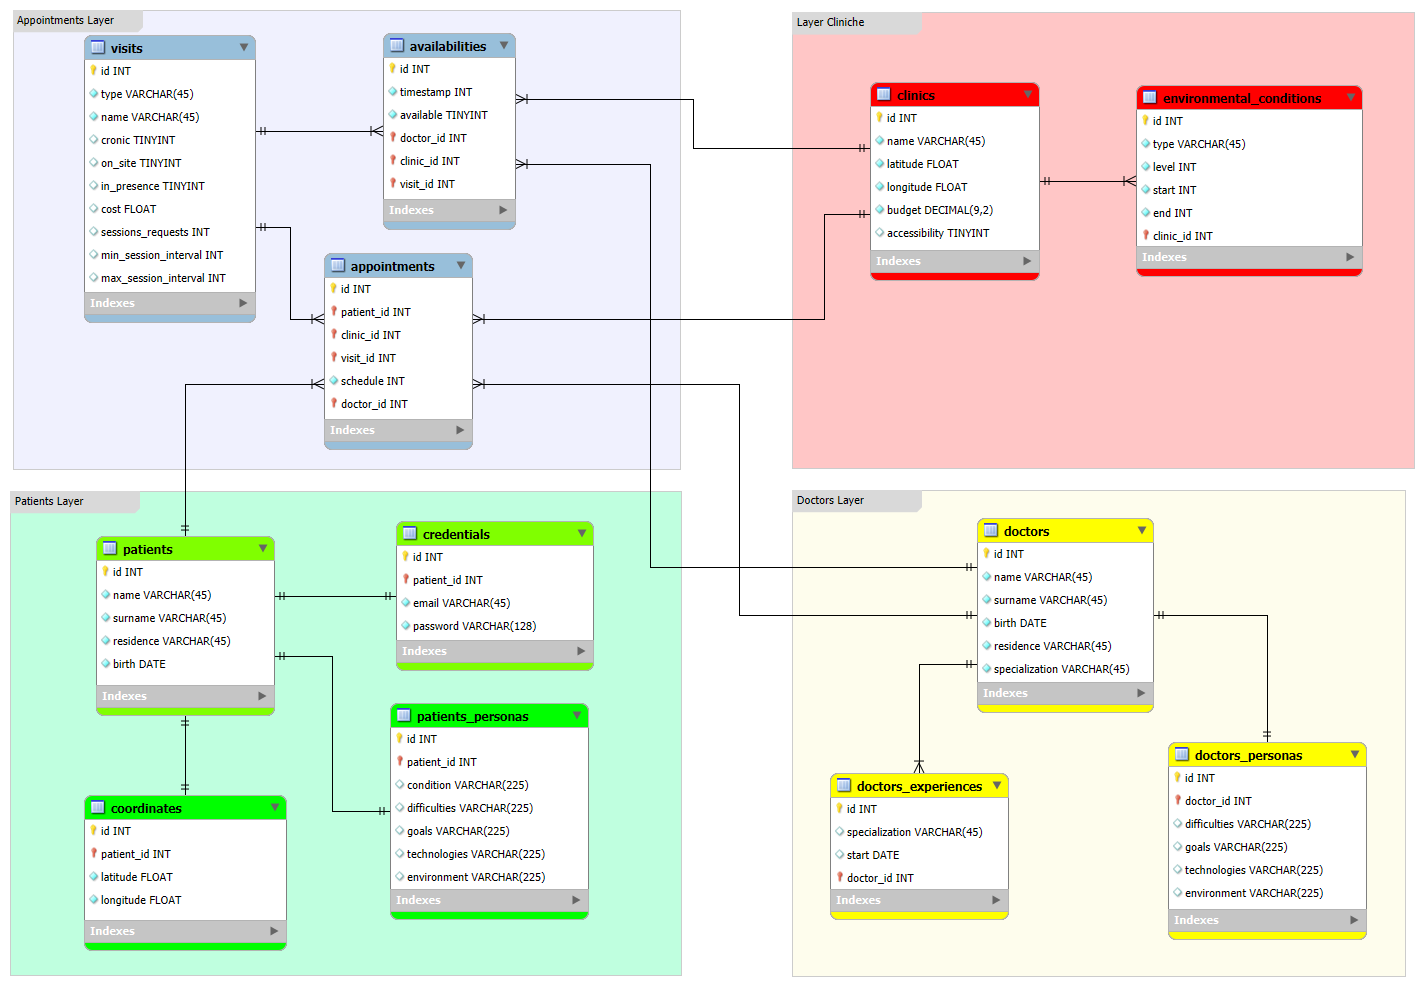 Appointments Layer
visits
id INT
type VARCHAR(45)
name VARCHAR(45)
cronic TINYINT
on_site TINYINT
in_presence TINYINT
cost FLOAT
sessions_requests INT
min_session_interval INT
max_session_interval INT
Indexes
availabilities
id INT
timestamp INT
available TINYINT
doctor_id INT
clinic_id INT
visit_id INT
Indexes
appointments
id INT
patient_id INT
clinic_id INT
visit_id INT
schedule INT
doctor_id INT
Indexes
Layer Cliniche
clinics
id INT
name VARCHAR(45)
latitude FLOAT
longitude FLOAT
budget DECIMAL(9,2)
accessibility TINYINT
Indexes
environmental_conditions
id INT
type VARCHAR(45)
level INT
start INT
end INT
clinic_id INT
Indexes
Patients Layer
patients
id INT
name VARCHAR(45)
surname VARCHAR(45)
residence VARCHAR(45)
birth DATE
Indexes
credentials
id INT
patient_id INT
email VARCHAR(45)
password VARCHAR(128)
Indexes
patients_personas
id INT
patient_id INT
condition VARCHAR(225)
difficulties VARCHAR(225)
goals VARCHAR(225)
technologies VARCHAR(225)
environment VARCHAR(225)
Indexes
coordinates
id INT
patient_id INT
latitude FLOAT
longitude FLOAT
Indexes
Doctors Layer
doctors
id INT
name VARCHAR(45)
surname VARCHAR(45)
birth DATE
residence VARCHAR(45)
specialization VARCHAR(45)
Indexes
doctors_experiences
id INT
specialization VARCHAR(45)
start DATE
doctor_id INT
Indexes
doctors_personas
id INT
doctor_id INT
difficulties VARCHAR(225)
goals VARCHAR(225)
technologies VARCHAR(225)
environment VARCHAR(225)
Indexes